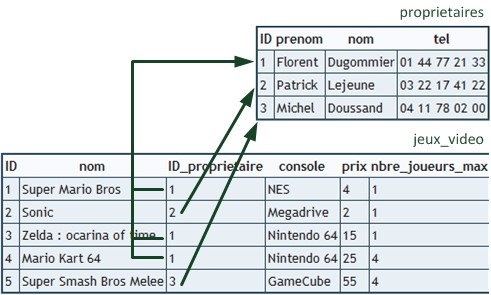 proprietaires
ID prenom nom tel
1 Florent Dugommier 01 44 77 21 33
2 Patrick Lejeune 03 22 17 41 22
3 Michel Doussand 04 11 78 02 00
jeux_video
ID nom ID_proprietaire console prix nbre_joueurs_max
1 Super Mario Bros 1 NES 4 1
2 Sonic 2 Megadrive 2 1
3 Zelda : ocarina of time 1 Nintendo 64 15 1
4 Mario Kart 64 1 Nintendo 64 25 4
5 Super Smash Bros Melee 3 GameCube 55 4